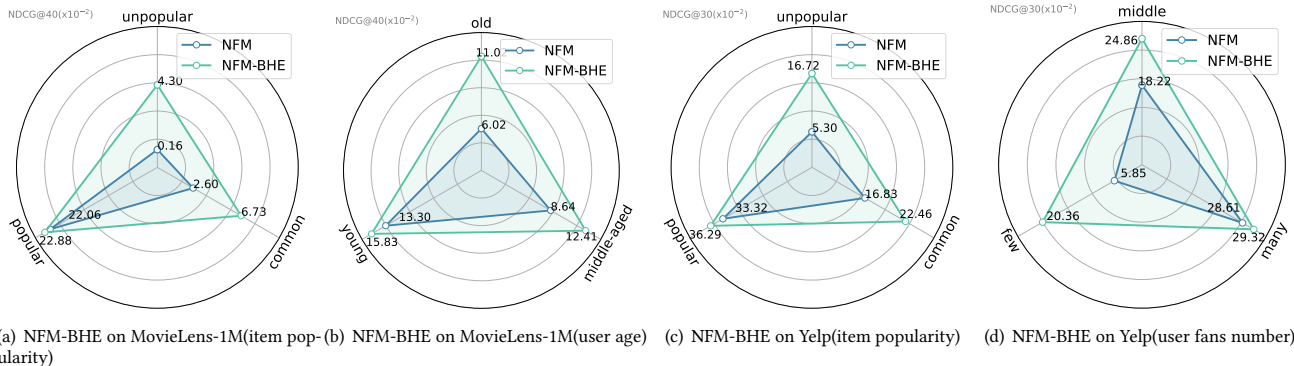 NDCG@40(x10⁻²)
unpopular
NFM
NFM-BHE
4.30
0.16
2.60
22.06
6.73
22.88
popular
common
NDCG@40(x10⁻²)
old
NFM
NFM-BHE
11.0
6.02
8.64
13.30
12.41
15.83
young
middle-aged
NDCG@30(x10⁻²)
unpopular
NFM
NFM-BHE
16.72
5.30
16.83
33.32
22.46
36.29
popular
common
NDCG@30(x10⁻²)
middle
NFM
NFM-BHE
24.86
18.22
5.85
28.61
20.36
29.32
few
many
a) NFM-BHE on MovieLens-1M(item pop-
ularity)
(b) NFM-BHE on MovieLens-1M(user age)
(c) NFM-BHE on Yelp(item popularity)
(d) NFM-BHE on Yelp(user fans number)